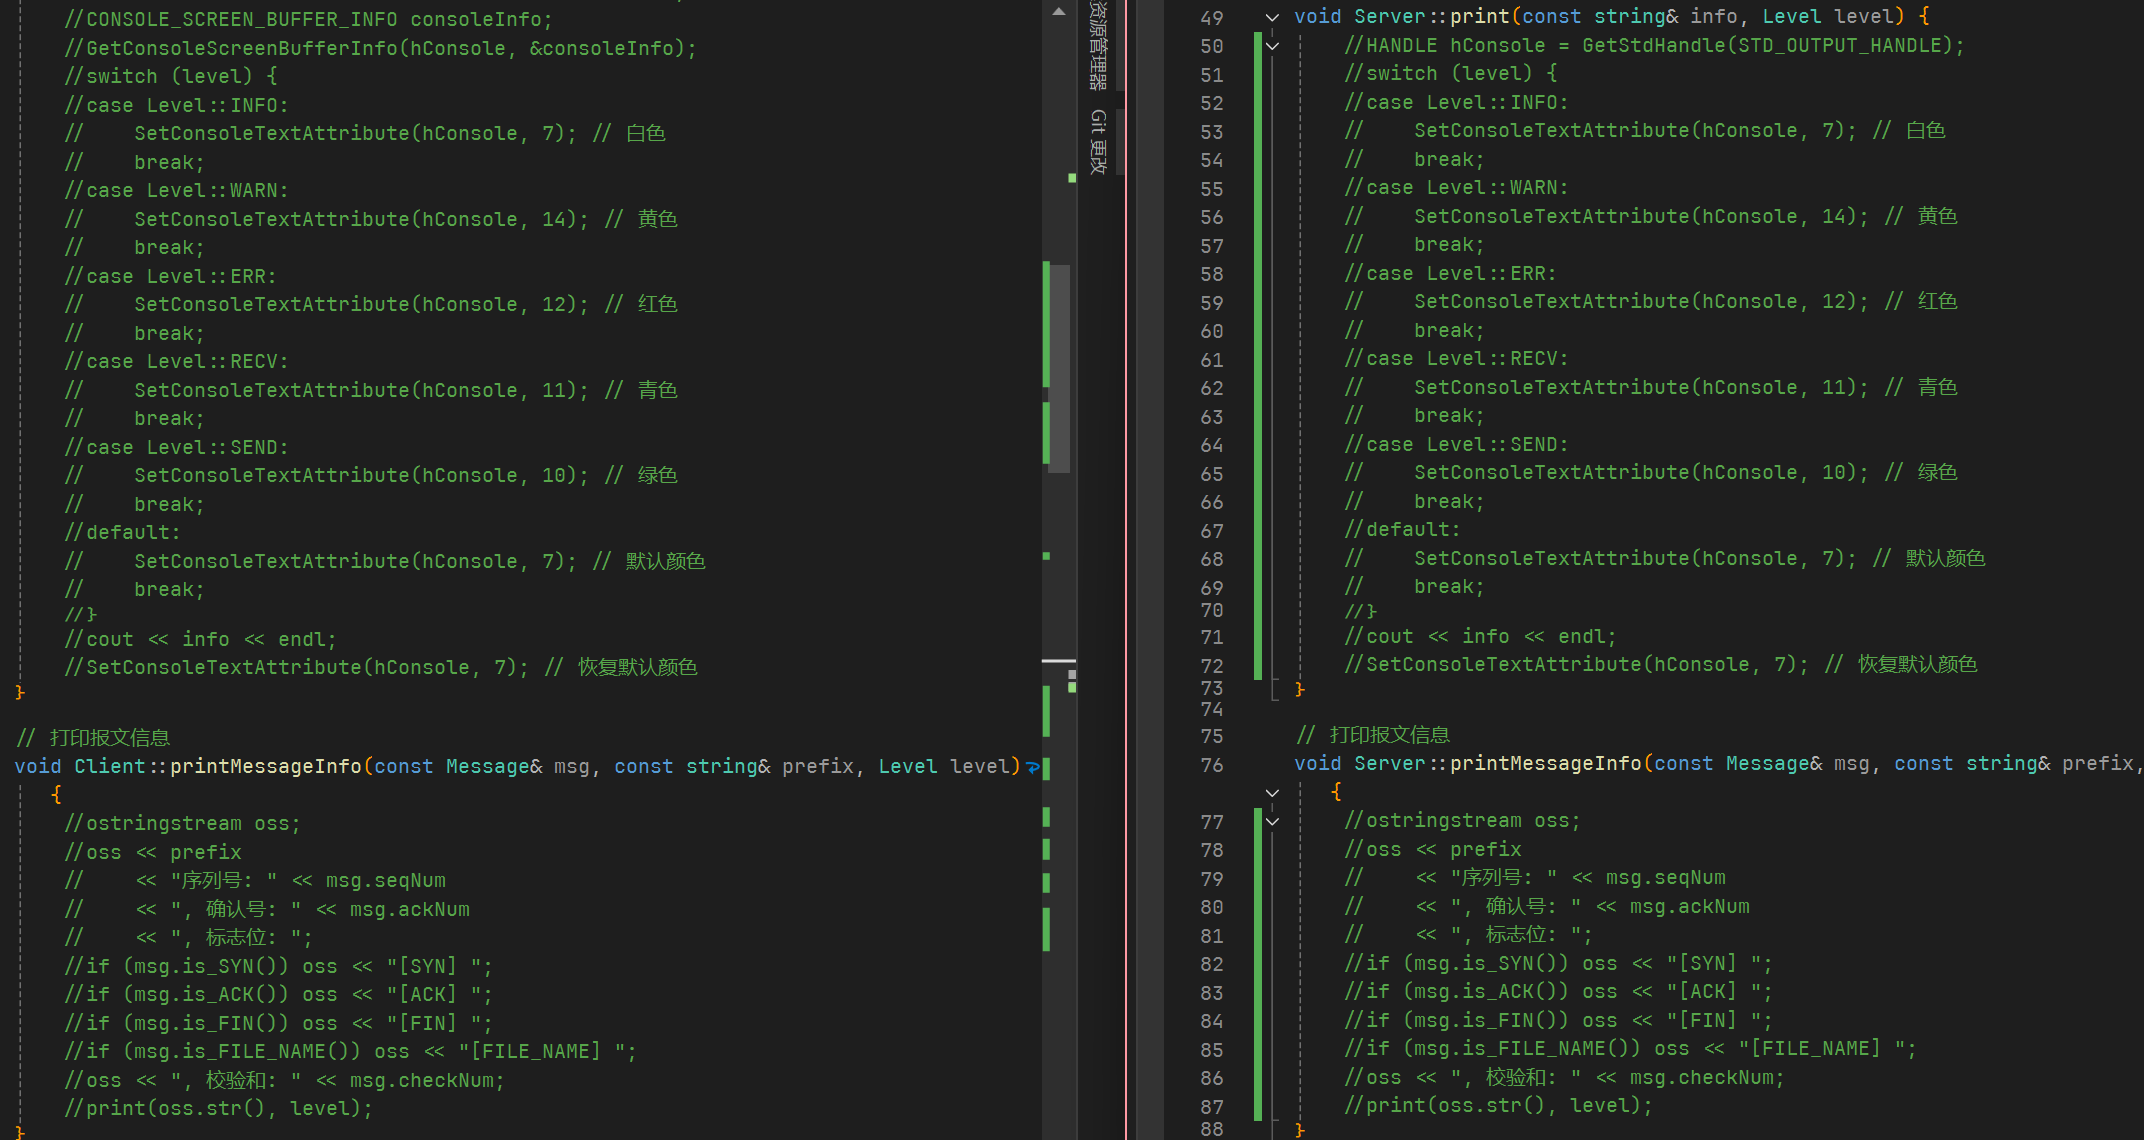 //CONSOLE_SCREEN_BUFFER_INFO consoleInfo;
//GetConsoleScreenBufferInfo(hConsole, &consoleInfo);
//switch (level) {
//case Level::INFO:
//    SetConsoleTextAttribute(hConsole, 7); // 白色
//    break;
//case Level::WARN:
//    SetConsoleTextAttribute(hConsole, 14); // 黄色
//    break;
//case Level::ERR:
//    SetConsoleTextAttribute(hConsole, 12); // 红色
//    break;
//case Level::RECV:
//    SetConsoleTextAttribute(hConsole, 11); // 青色
//    break;
//case Level::SEND:
//    SetConsoleTextAttribute(hConsole, 10); // 绿色
//    break;
//default:
//    SetConsoleTextAttribute(hConsole, 7); // 默认颜色
//    break;
//}
//cout << info << endl;
//SetConsoleTextAttribute(hConsole, 7); // 恢复默认颜色
}
// 打印报文信息
void Client::printMessageInfo(const Message& msg, const string& prefix, Level level)
{
//ostringstream oss;
//oss << prefix
//    << "序列号: " << msg.seqNum
//    << ", 确认号: " << msg.ackNum
//    << ", 标志位: ";
//if (msg.is_SYN()) oss << "[SYN] ";
//if (msg.is_ACK()) oss << "[ACK] ";
//if (msg.is_FIN()) oss << "[FIN] ";
//if (msg.is_FILE_NAME()) oss << "[FILE_NAME] ";
//oss << ", 校验和: " << msg.checkNum;
//print(oss.str(), level);
}
资源管理器
Git 更改
49 void Server::print(const string& info, Level level) {
50 //HANDLE hConsole = GetStdHandle(STD_OUTPUT_HANDLE);
51 //switch (level) {
52 //case Level::INFO:
53 //    SetConsoleTextAttribute(hConsole, 7); // 白色
54 //    break;
55 //case Level::WARN:
56 //    SetConsoleTextAttribute(hConsole, 14); // 黄色
57 //    break;
58 //case Level::ERR:
59 //    SetConsoleTextAttribute(hConsole, 12); // 红色
60 //    break;
61 //case Level::RECV:
62 //    SetConsoleTextAttribute(hConsole, 11); // 青色
63 //    break;
64 //case Level::SEND:
65 //    SetConsoleTextAttribute(hConsole, 10); // 绿色
66 //    break;
67 //default:
68 //    SetConsoleTextAttribute(hConsole, 7); // 默认颜色
69 //    break;
70 //}
71 //cout << info << endl;
72 //SetConsoleTextAttribute(hConsole, 7); // 恢复默认颜色
73 }
74
75 // 打印报文信息
76 void Server::printMessageInfo(const Message& msg, const string& prefix,
{
77 //ostringstream oss;
78 //oss << prefix
79 //    << "序列号: " << msg.seqNum
80 //    << ", 确认号: " << msg.ackNum
81 //    << ", 标志位: ";
82 //if (msg.is_SYN()) oss << "[SYN] ";
83 //if (msg.is_ACK()) oss << "[ACK] ";
84 //if (msg.is_FIN()) oss << "[FIN] ";
85 //if (msg.is_FILE_NAME()) oss << "[FILE_NAME] ";
86 //oss << ", 校验和: " << msg.checkNum;
87 //print(oss.str(), level);
88 }